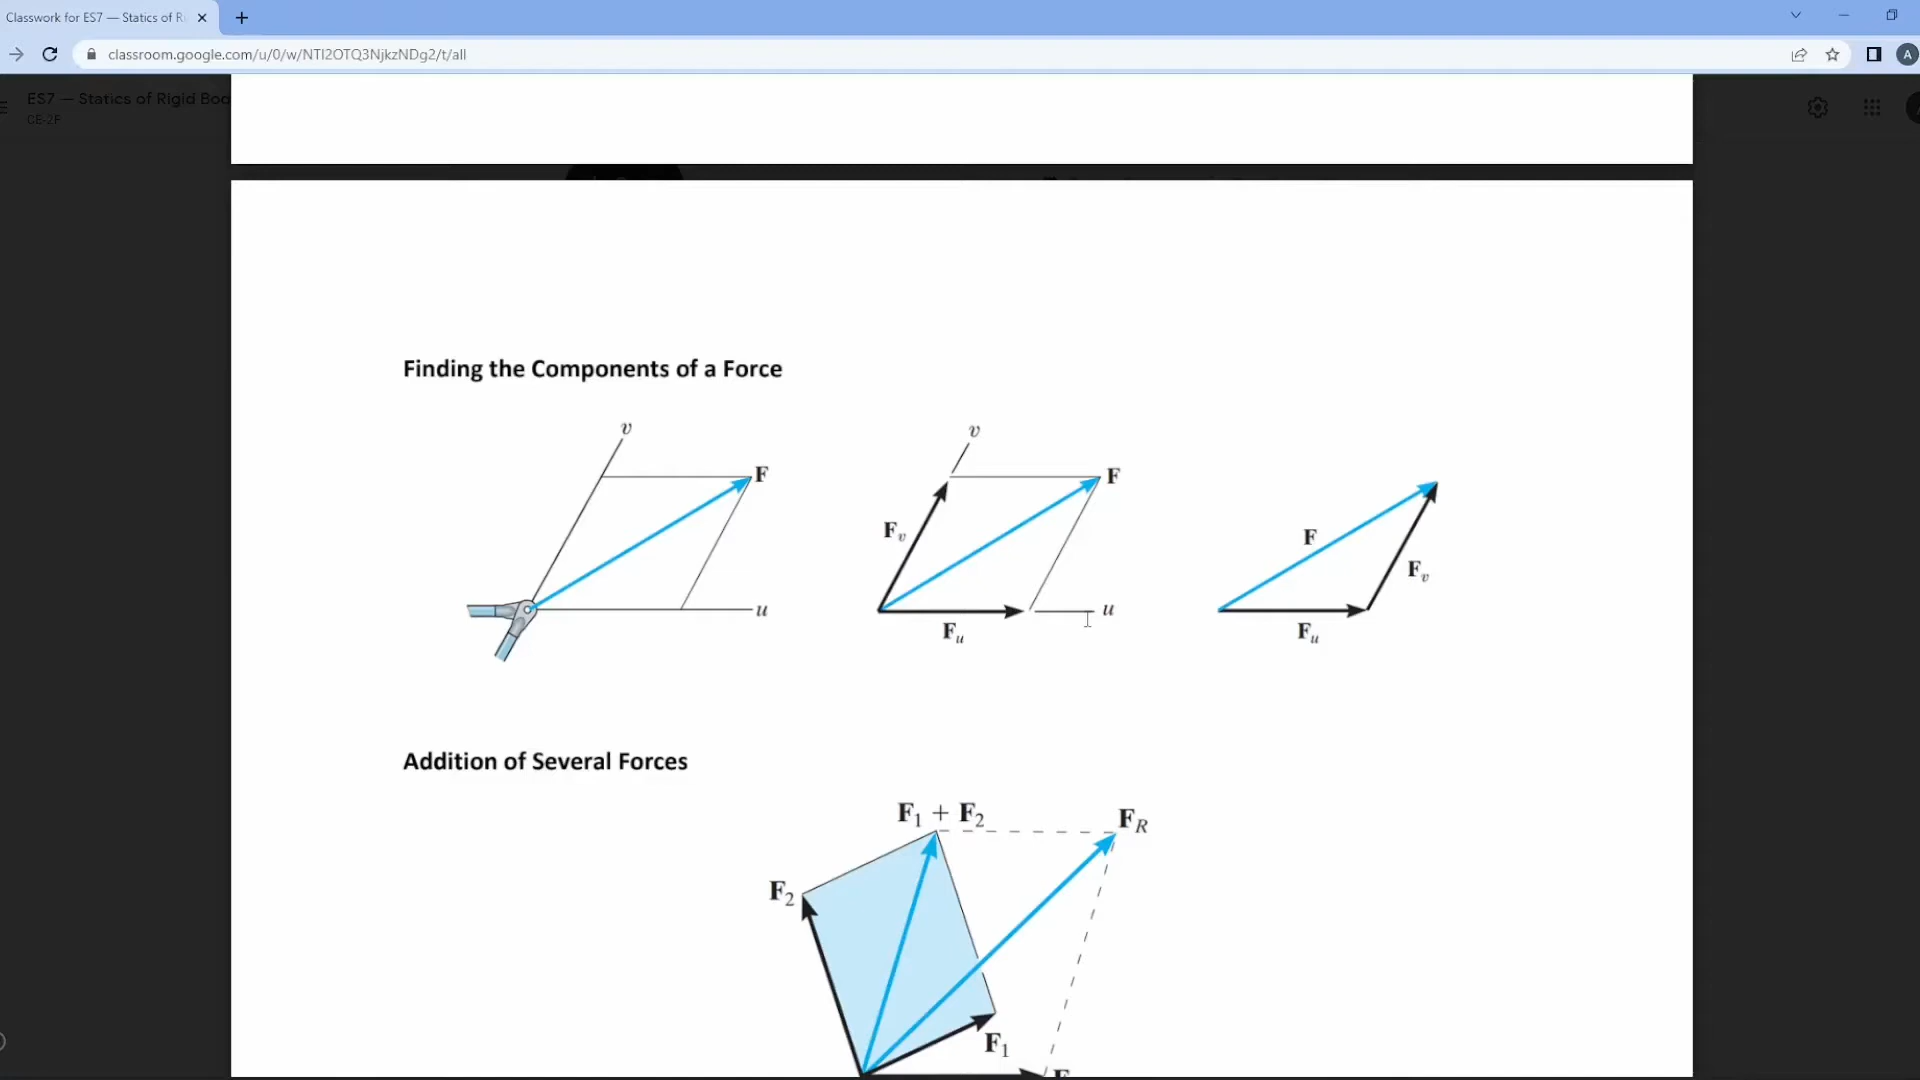 Classwork for ES7 — Statics of Ri
classroom.google.com/u/0/w/NTI2OTQ3NjkzNDg2/t/all
A
ES7 — Statics of Rigid Bod
CE-2F
Finding the Components of a Force
v
F
u
v
F
Fv
u
Fu
F
Fv
Fu
Addition of Several Forces
F1 + F2
FR
F2
F1